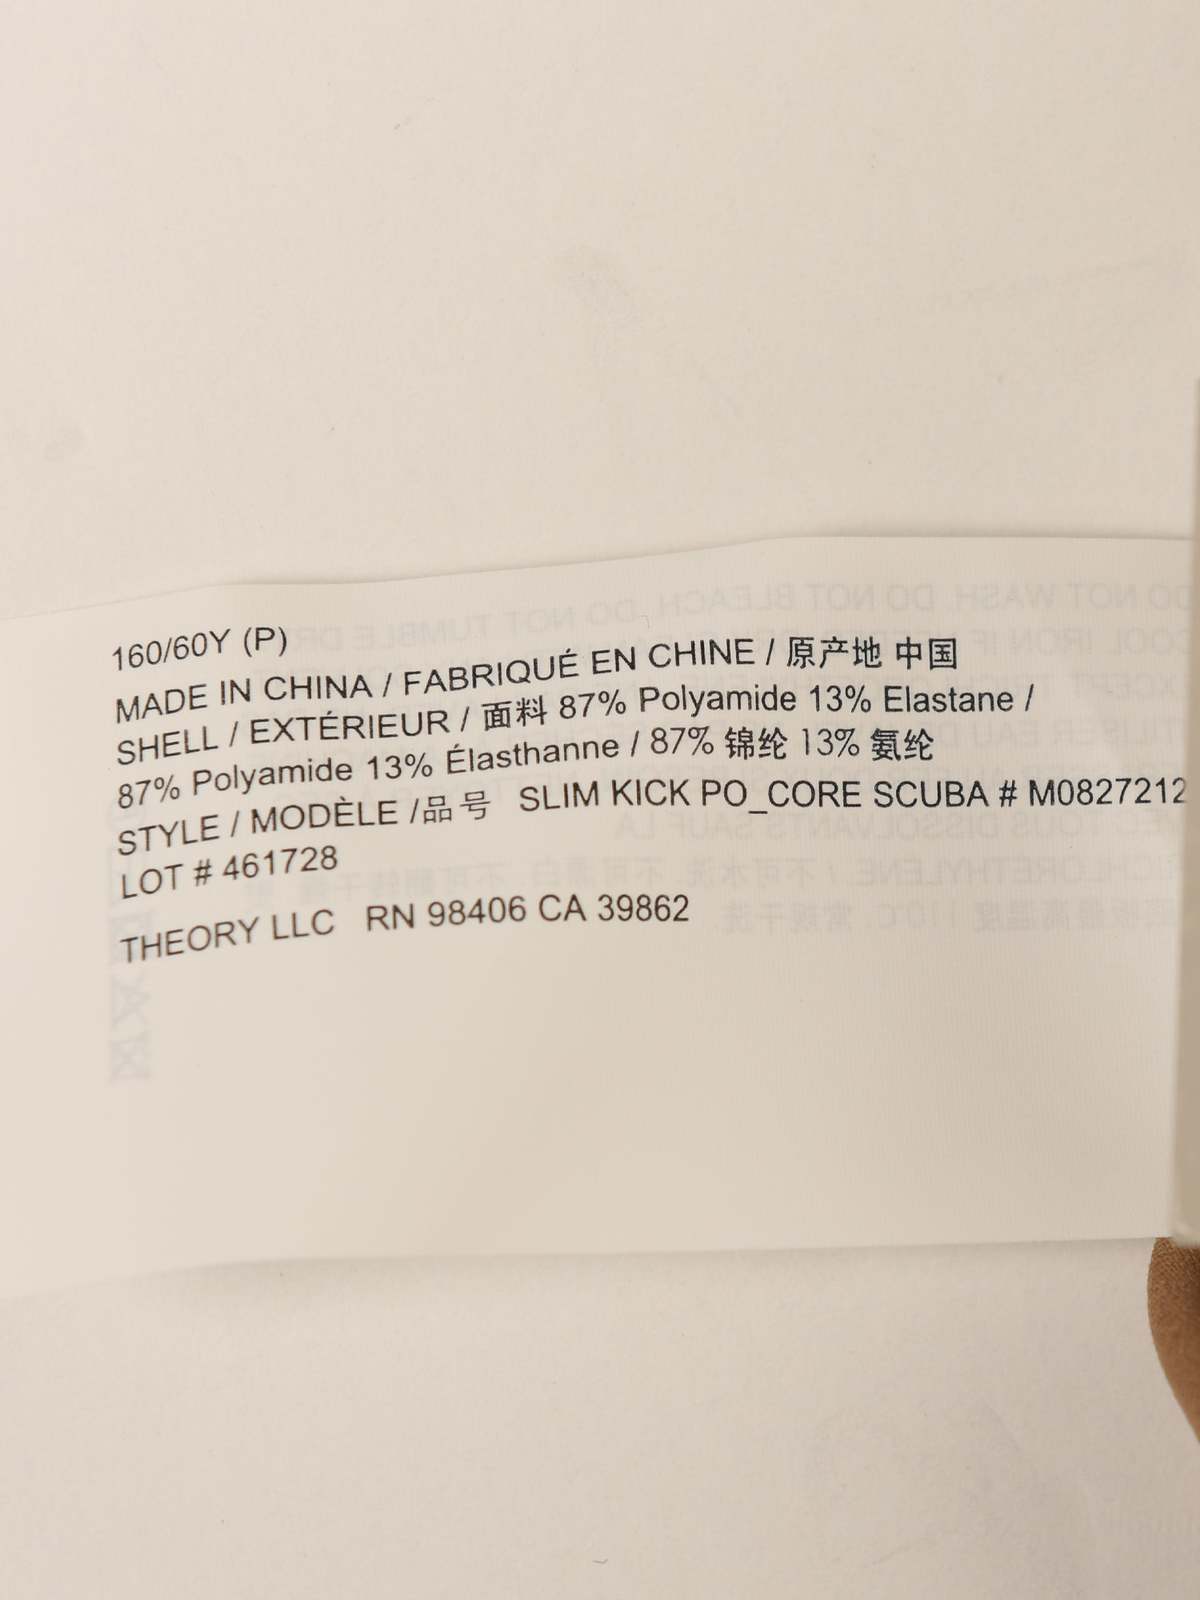 160/60Y (P)
MADE IN CHINA / FABRIQUÉ EN CHINE / 原产地 中国
SHELL / EXTÉRIEUR / 面料 87% Polyamide 13% Elastane /
87% Polyamide 13% Élasthanne / 87% 锦纶 13% 氨纶
STYLE / MODÈLE /品号 SLIM KICK PO_CORE SCUBA # M0827212
LOT # 461728
THEORY LLC RN 98406 CA 39862